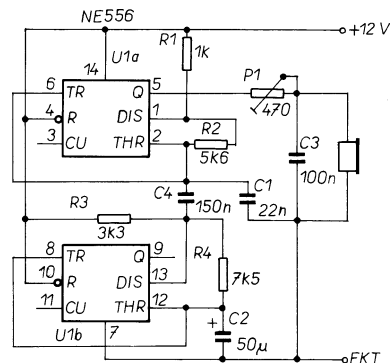 NE556
+12 V
U1a
R1
1k
14
6
TR
Q
5
P1
470
4
R
DIS
1
3
CU
THR
2
R2
5k6
C3
100n
C4
150n
C1
22n
R3
3k3
8
TR
Q
9
R4
7k5
10
R
DIS
13
11
CU
THR
12
U1b
7
+
C2
50µ
FKT